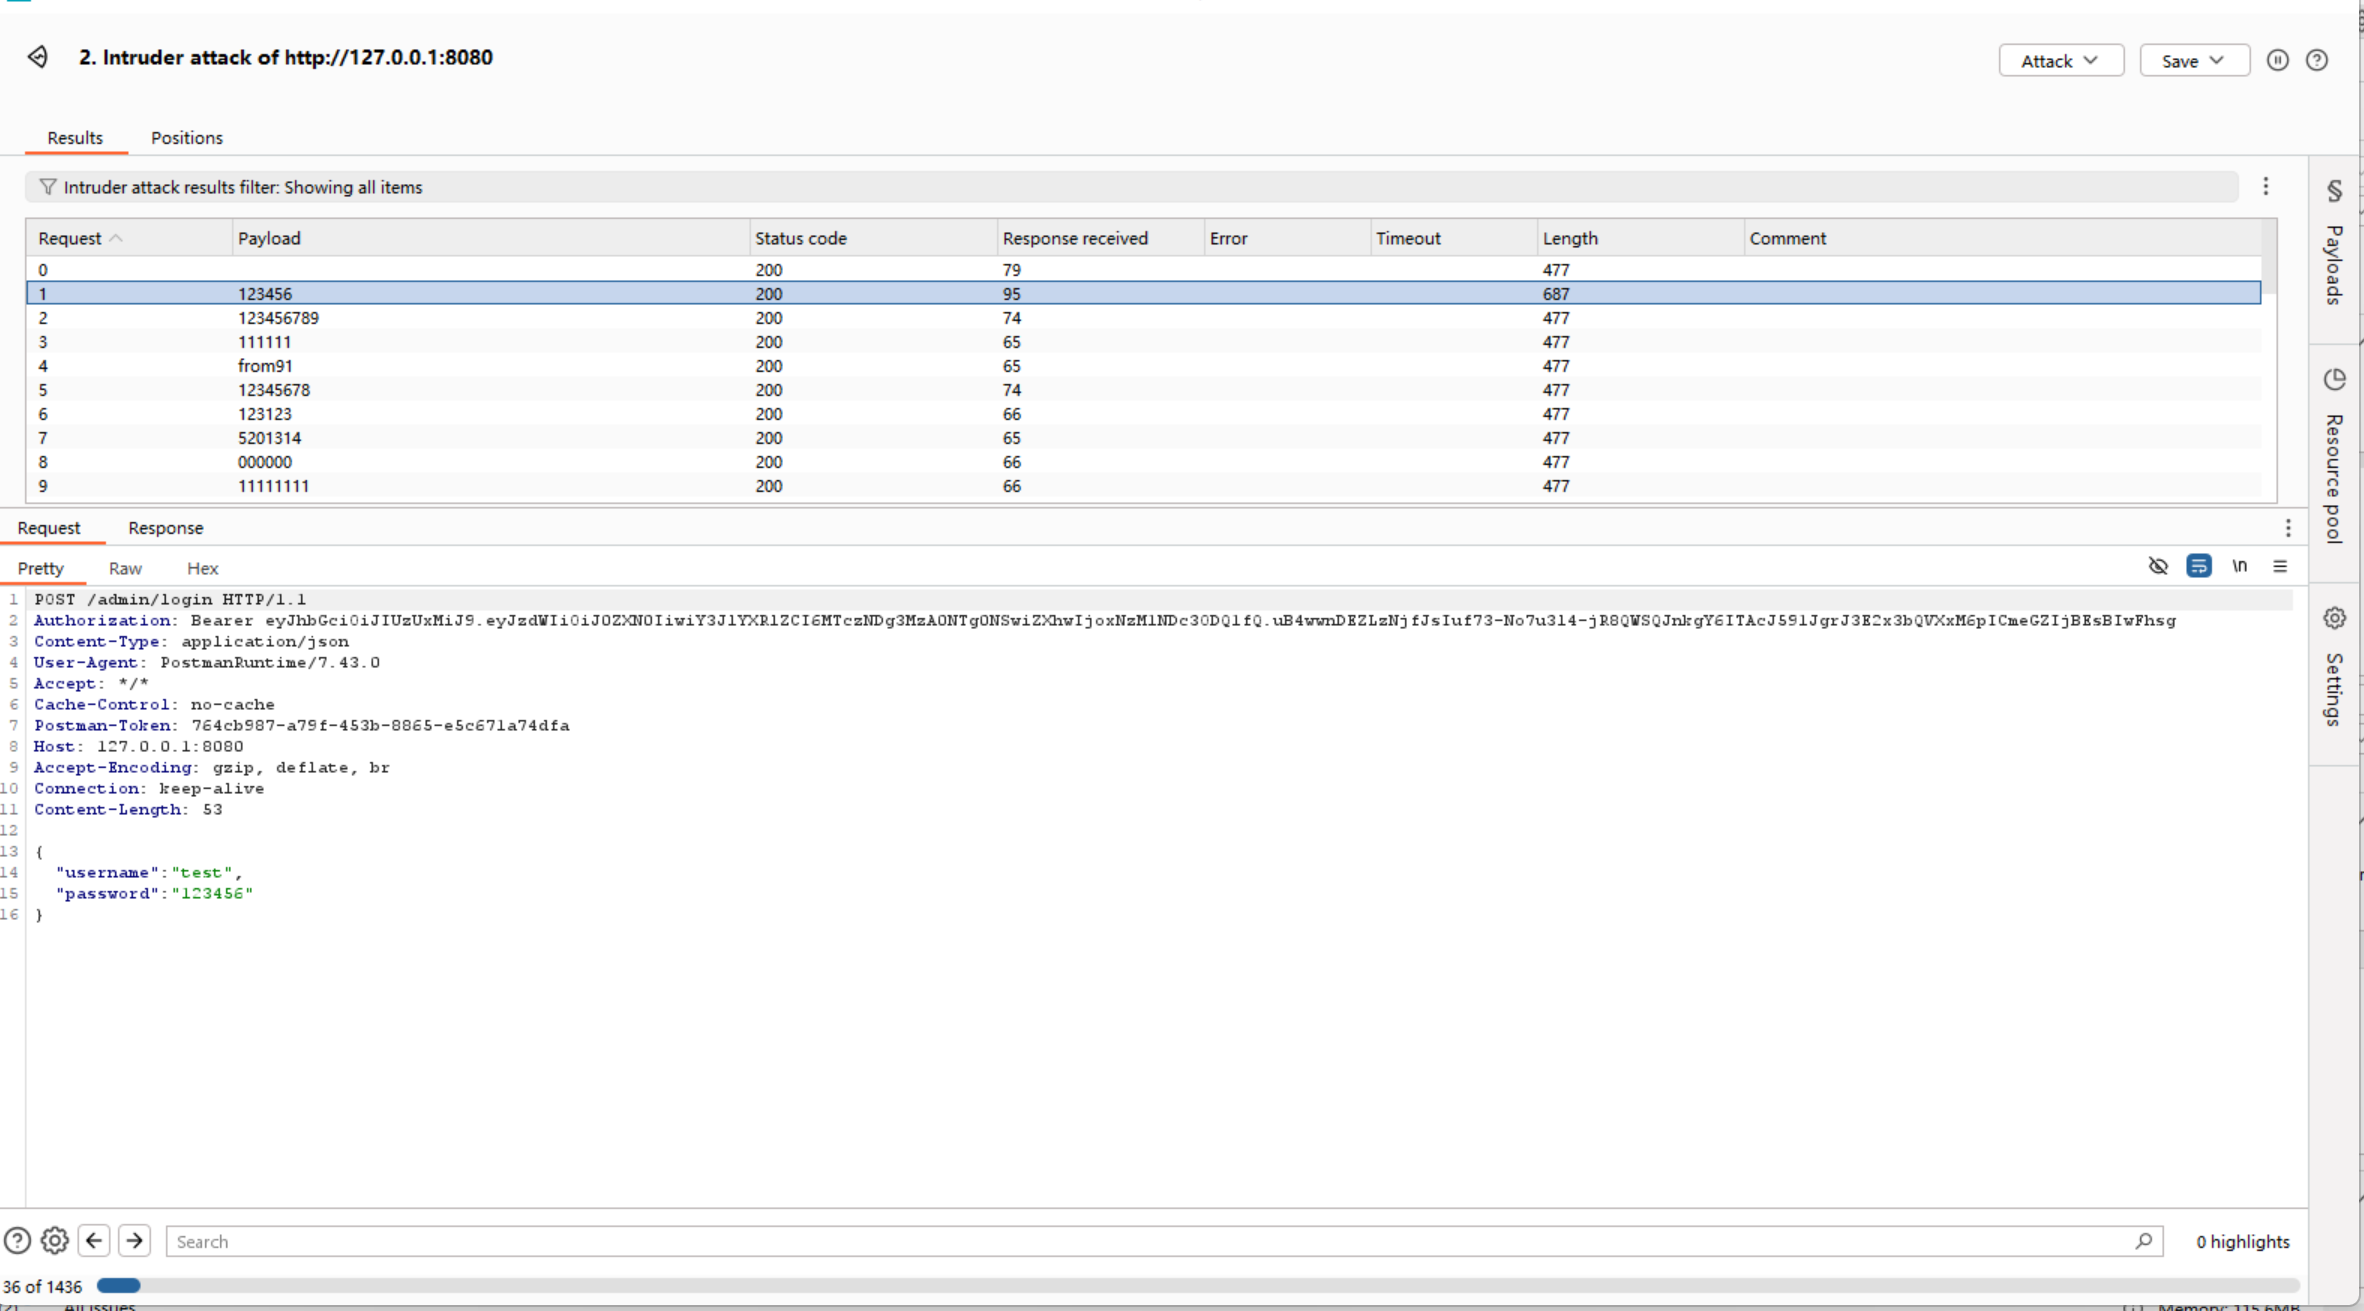 2. Intruder attack of http://127.0.0.1:8080
Attack
Save
Results
Positions
Intruder attack results filter: Showing all items
Request Payload Status code Response received Error Timeout Length Comment
0 200 79 477
1 123456 200 95 687
2 123456789 200 74 477
3 111111 200 65 477
4 from91 200 65 477
5 12345678 200 74 477
6 123123 200 66 477
7 5201314 200 65 477
8 000000 200 66 477
9 11111111 200 66 477
Payloads
Resource pool
Settings
Request
Response
Pretty
Raw
Hex
\n
1 POST /admin/login HTTP/1.1
2 Authorization: Bearer
3 Content-Type: application/json
4 User-Agent: PostmanRuntime/7.43.0
5 Accept: */*
6 Cache-Control: no-cache
7 Postman-Token: 764cb987-a79f-453b-8865-e5c671a74dfa
8 Host: 127.0.0.1:8080
9 Accept-Encoding: gzip, deflate, br
10 Connection: keep-alive
11 Content-Length: 53
12
13 {
14 "username":"test",
15 "password":"123456"
16 }
Search
0 highlights
36 of 1436
All issues
Memory: 115.6MB